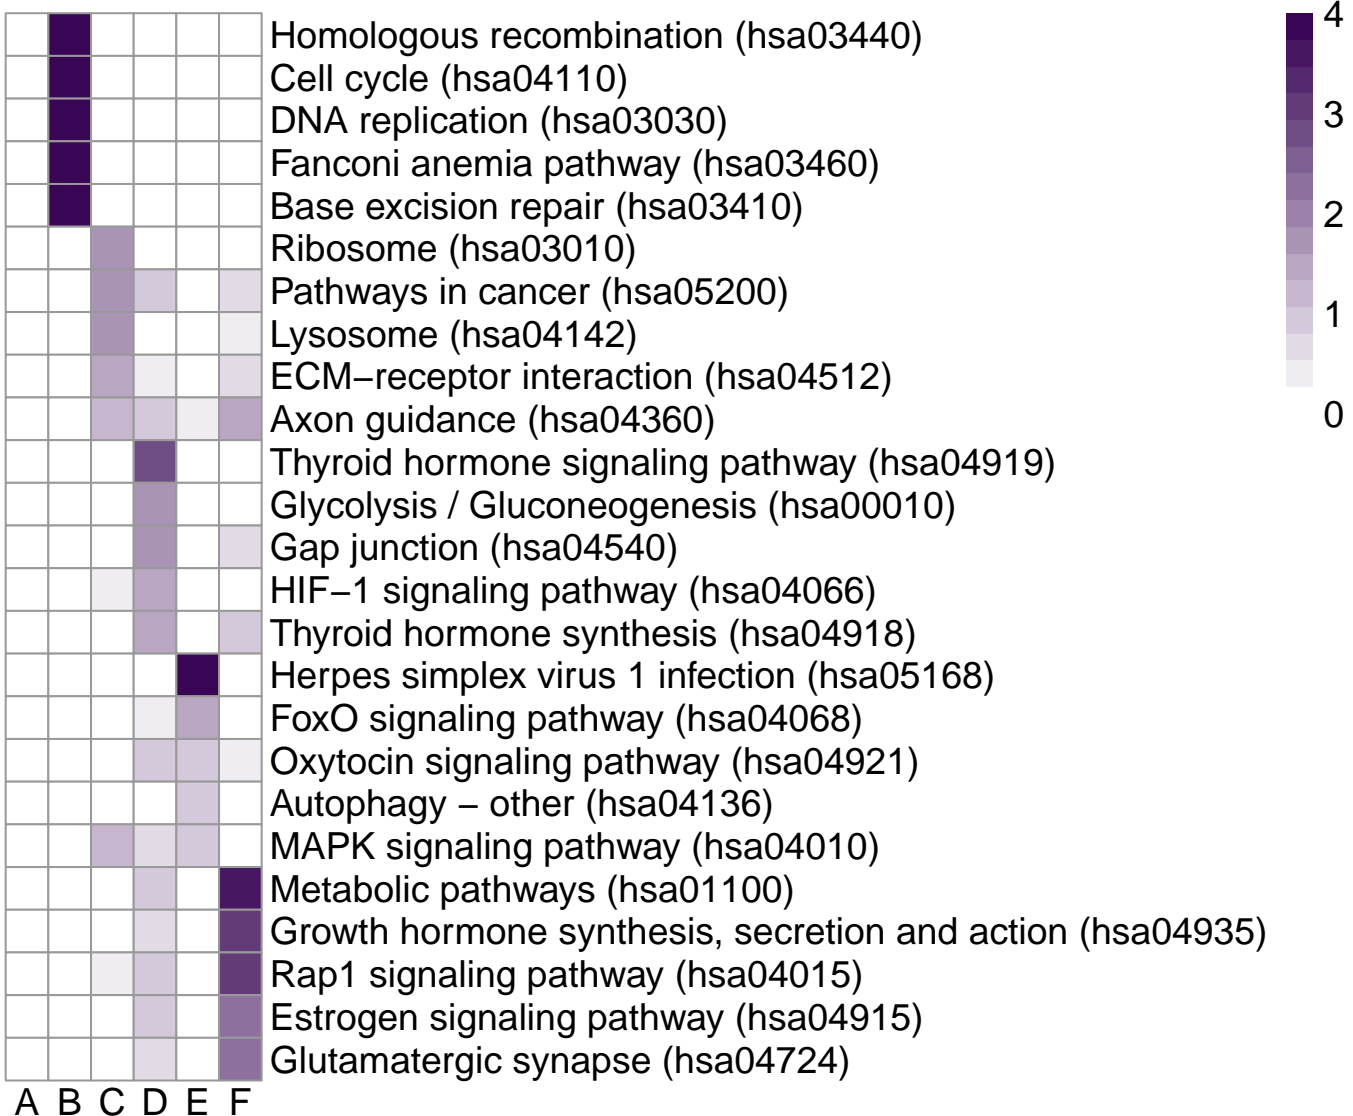 Homologous recombination (hsa03440)
Cell cycle (hsa04110)
DNA replication (hsa03030)
Fanconi anemia pathway (hsa03460)
Base excision repair (hsa03410)
Ribosome (hsa03010)
Pathways in cancer (hsa05200)
Lysosome (hsa04142)
ECM−receptor interaction (hsa04512)
Axon guidance (hsa04360)
Thyroid hormone signaling pathway (hsa04919)
Glycolysis / Gluconeogenesis (hsa00010)
Gap junction (hsa04540)
HIF−1 signaling pathway (hsa04066)
Thyroid hormone synthesis (hsa04918)
Herpes simplex virus 1 infection (hsa05168)
FoxO signaling pathway (hsa04068)
Oxytocin signaling pathway (hsa04921)
Autophagy − other (hsa04136)
MAPK signaling pathway (hsa04010)
Metabolic pathways (hsa01100)
Growth hormone synthesis, secretion and action (hsa04935)
Rap1 signaling pathway (hsa04015)
Estrogen signaling pathway (hsa04915)
Glutamatergic synapse (hsa04724)
A B C D E F
4
3
2
1
0